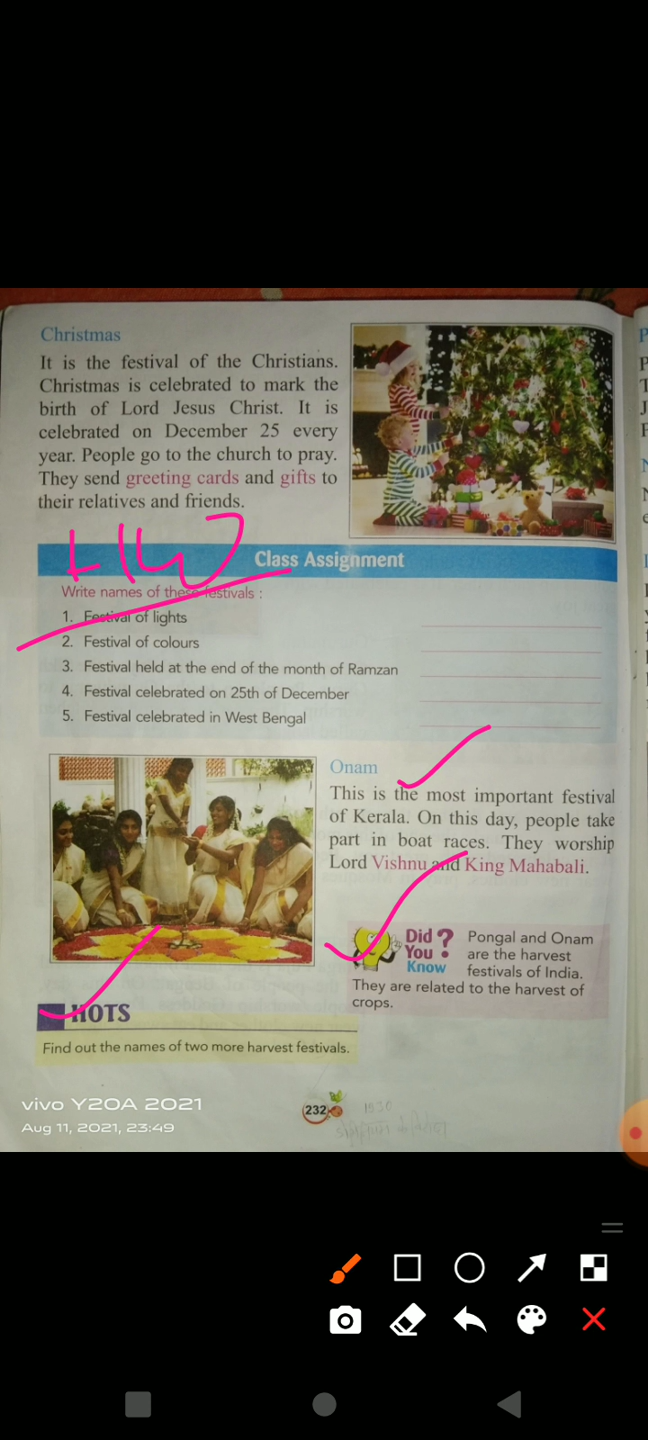 Christmas
It is the festival of the Christians.
Christmas is celebrated to mark the
birth of Lord Jesus Christ. It is
celebrated on December 25 every
year. People go to the church to pray.
They send greeting cards and gifts to
their relatives and friends.
H/W
Class Assignment
Write names of these festivals :
1. Festival of lights
2. Festival of colours
3. Festival held at the end of the month of Ramzan
4. Festival celebrated on 25th of December
5. Festival celebrated in West Bengal
Onam
This is the most important festival
of Kerala. On this day, people take
part in boat races. They worship
Lord Vishnu and King Mahabali.
Did You Know?
Pongal and Onam
are the harvest
festivals of India.
They are related to the harvest of
crops.
HOTS
Find out the names of two more harvest festivals.
232
vivo Y20A 2021
Aug 11, 2021, 23:49